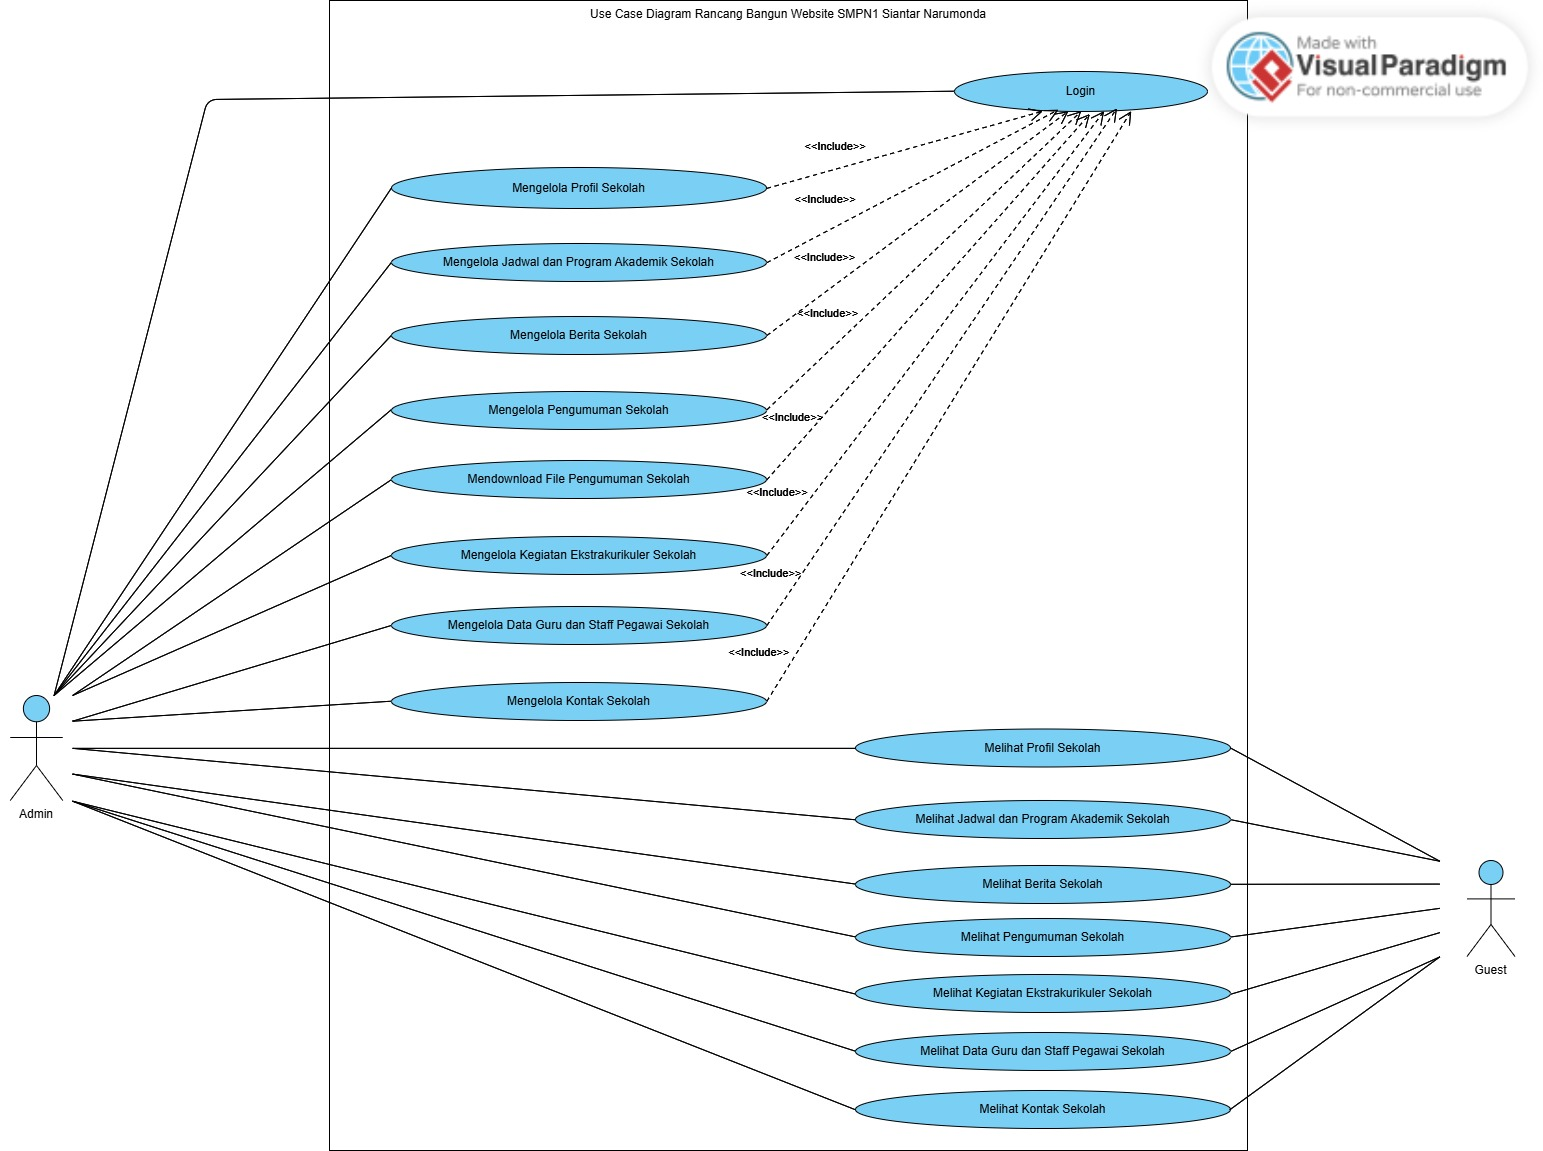 Use Case Diagram Rancang Bangun Website SMPN1 Siantar Narumonda
Made with
Visual Paradigm
For non-commercial use
Login
<<Include>>
Mengelola Profil Sekolah
<<Include>>
Mengelola Jadwal dan Program Akademik Sekolah
<<Include>>
<<Include>>
Mengelola Berita Sekolah
Mengelola Pengumuman Sekolah
<<Include>>
Mendownload File Pengumuman Sekolah
<<Include>>
Mengelola Kegiatan Ekstrakurikuler Sekolah
<<Include>>
Mengelola Data Guru dan Staff Pegawai Sekolah
<<Include>>
Mengelola Kontak Sekolah
Melihat Profil Sekolah
Admin
Melihat Jadwal dan Program Akademik Sekolah
Melihat Berita Sekolah
Melihat Pengumuman Sekolah
Guest
Melihat Kegiatan Ekstrakurikuler Sekolah
Melihat Data Guru dan Staff Pegawai Sekolah
Melihat Kontak Sekolah